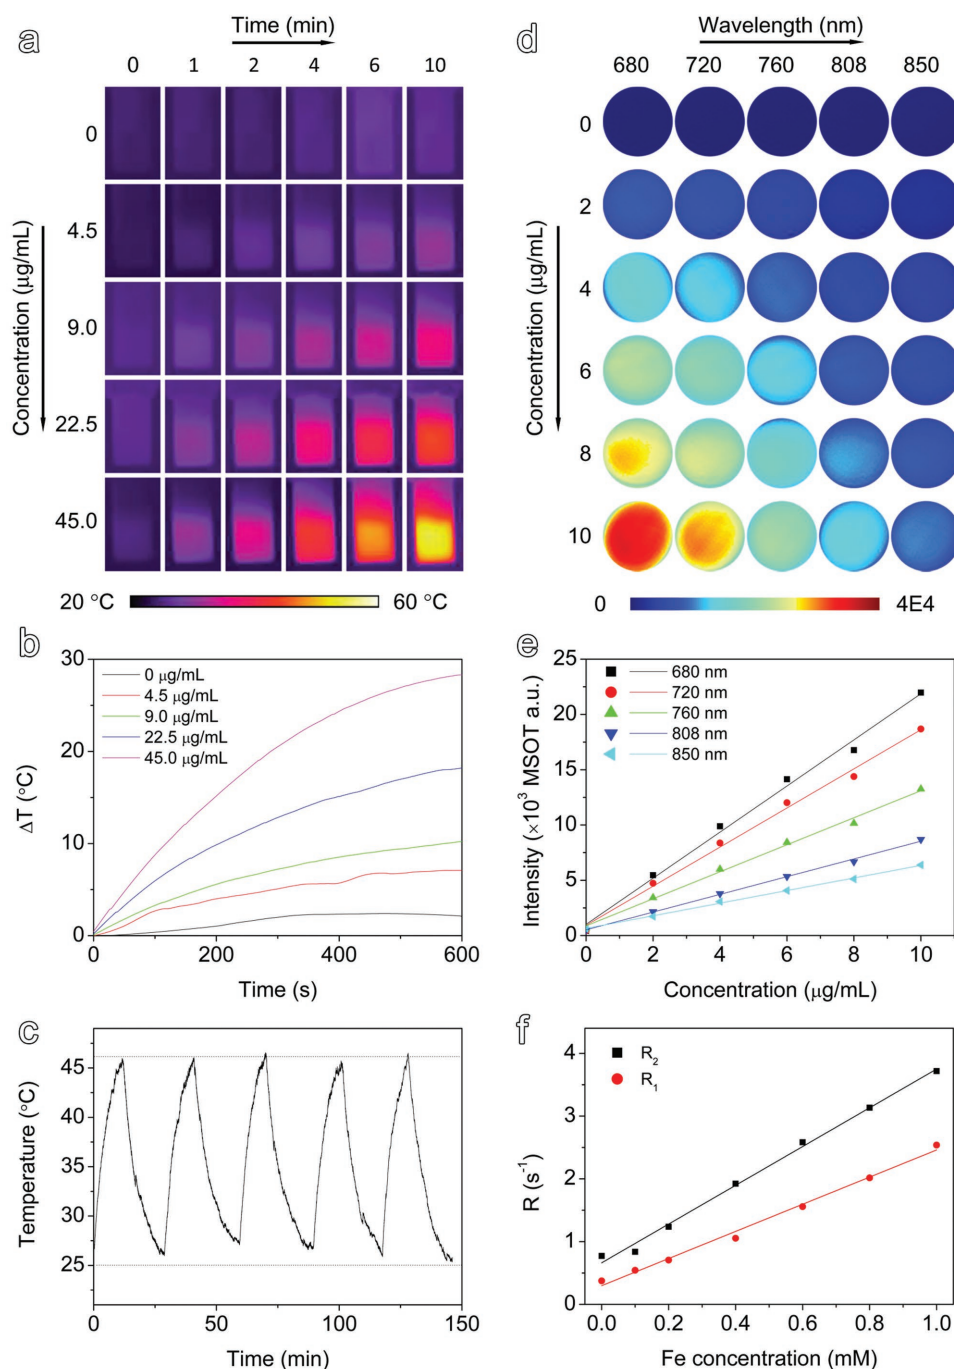 a
Time (min)
0 1 2 4 6 10
Concentration (µg/mL)
0
4.5
9.0
22.5
45.0
20 °C 60 °C
d
Wavelength (nm)
680 720 760 808 850
Concentration (µg/mL)
0
2
4
6
8
10
0 4E4
b
30
20
10
0
ΔT (°C)
0 µg/mL
4.5 µg/mL
9.0 µg/mL
22.5 µg/mL
45.0 µg/mL
0 200 400 600
Time (s)
e
25
20
15
10
5
0
Intensity (×10³ MSOT a.u.)
680 nm
720 nm
760 nm
808 nm
850 nm
0 2 4 6 8 10
Concentration (µg/mL)
c
45
40
35
30
25
Temperature (°C)
0 50 100 150
Time (min)
f
4
3
2
1
0
R (s⁻¹)
R₂
R₁
0.0 0.2 0.4 0.6 0.8 1.0
Fe concentration (mM)